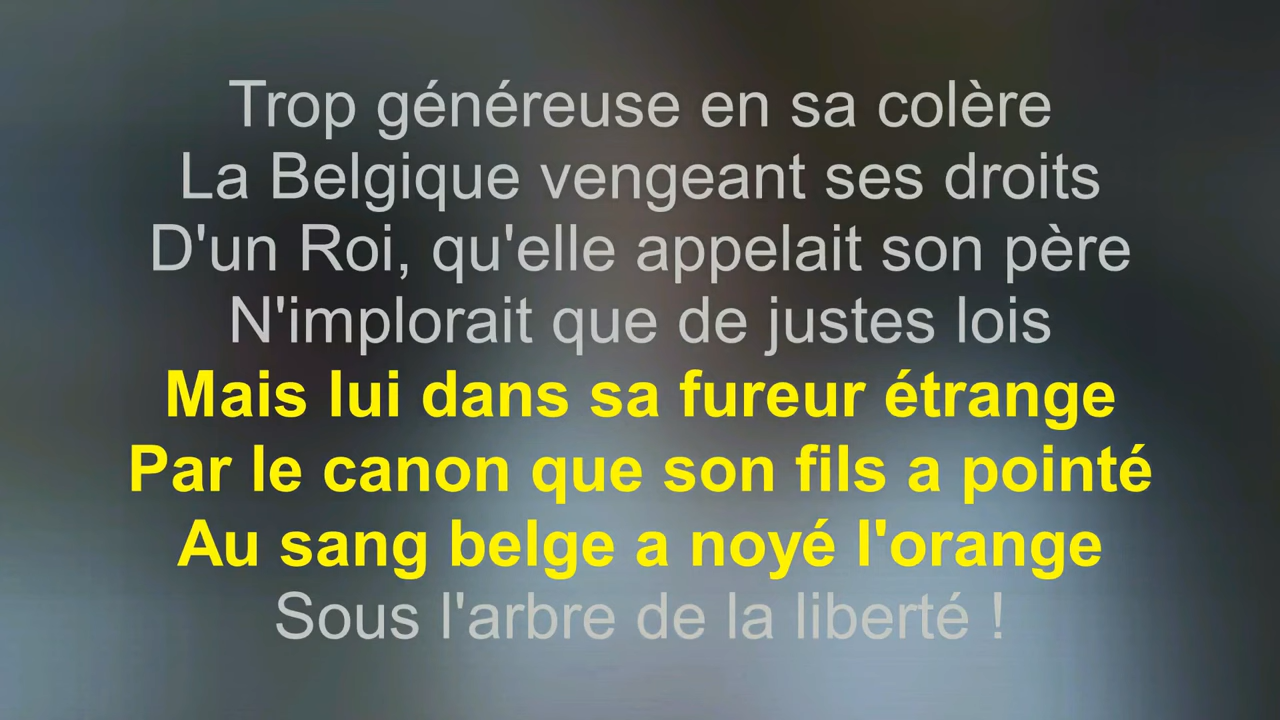 Trop généreuse en sa colère
La Belgique vengeant ses droits
D'un Roi, qu'elle appelait son père
N'implorait que de justes lois
Mais lui dans sa fureur étrange
Par le canon que son fils a pointé
Au sang belge a noyé l'orange
Sous l'arbre de la liberté !